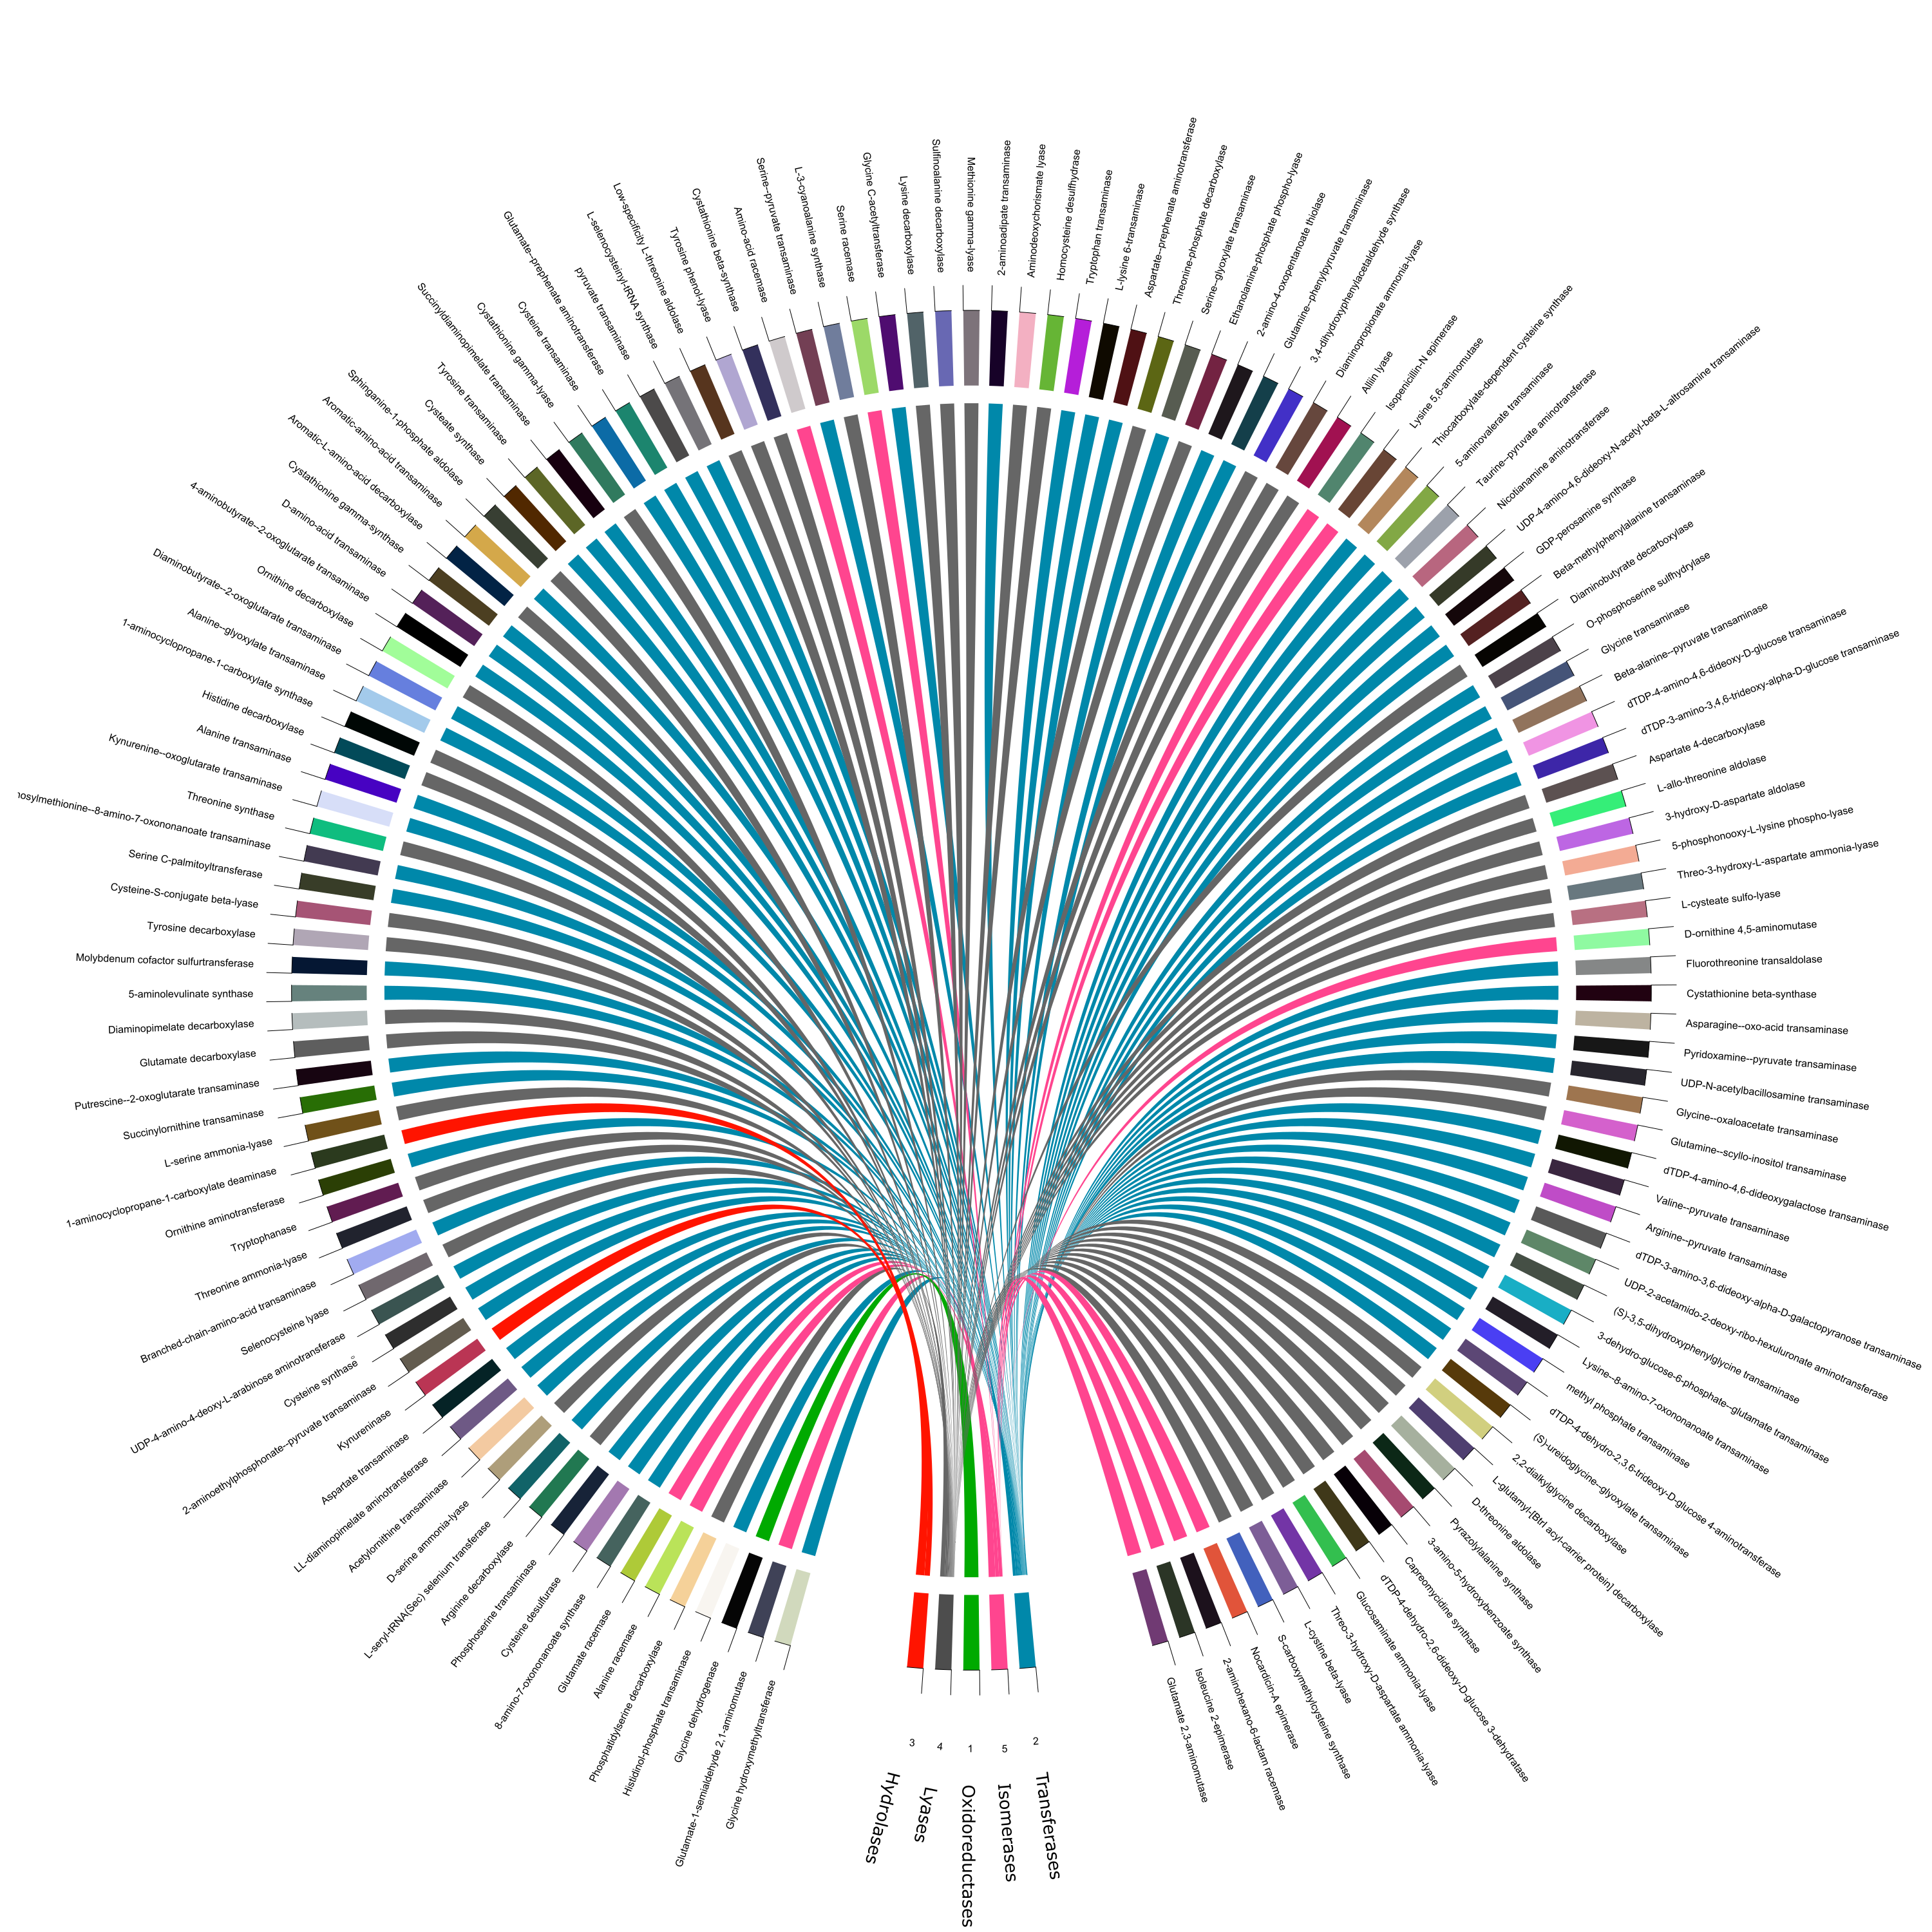 Methionine gamma-lyase
2-aminoadipate transaminase
Aminodeoxychorismate lyase
Homocysteine desulfhydrase
Tryptophan transaminase
L-lysine 6-transaminase
Aspartate--prephenate aminotransferase
Threonine-phosphate decarboxylase
Serine--glyoxylate transaminase
Ethanolamine-phosphate phospho-lyase
2-amino-4-oxopentanoate thiolase
Glutamine--phenylpyruvate transaminase
3,4-dihydroxyphenylacetaldehyde synthase
Diaminopropionate ammonia-lyase
Alliin lyase
Isopenicillin-N epimerase
Lysine 5,6-aminomutase
Thiocarboxylate-dependent cysteine synthase
5-aminovalerate transaminase
Taurine--pyruvate aminotransferase
Nicotianamine aminotransferase
UDP-4-amino-4,6-dideoxy-N-acetyl-beta-L-altrosamine transaminase
GDP-perosamine synthase
Beta-methylphenylalanine transaminase
Diaminobutyrate decarboxylase
O-phosphoserine sulfhydrylase
Glycine transaminase
Beta-alanine--pyruvate transaminase
dTDP-4-amino-4,6-dideoxy-D-glucose transaminase
dTDP-3-amino-3,4,6-trideoxy-alpha-D-glucose transaminase
Aspartate 4-decarboxylase
L-allo-threonine aldolase
3-hydroxy-D-aspartate aldolase
5-phosphonooxy-L-lysine phospho-lyase
Threo-3-hydroxy-L-aspartate ammonia-lyase
L-cysteate sulfo-lyase
D-ornithine 4,5-aminomutase
Fluorothreonine transaldolase
Cystathionine beta-synthase
Asparagine--oxo-acid transaminase
Pyridoxamine--pyruvate transaminase
UDP-N-acetylbacillosamine transaminase
Glycine--oxaloacetate transaminase
Glutamine--scyllo-inositol transaminase
dTDP-4-amino-4,6-dideoxygalactose transaminase
Valine--pyruvate transaminase
Arginine--pyruvate transaminase
dTDP-3-amino-3,6-dideoxy-alpha-D-galactopyranose transaminase
UDP-2-acetamido-2-deoxy-ribo-hexuluronate aminotransferase
(S)-3,5-dihydroxyphenylglycine transaminase
3-dehydro-glucose-6-phosphate--glutamate transaminase
Lysine--8-amino-7-oxononanoate transaminase
methyl phosphate transaminase
dTDP-4-dehydro-2,3,6-trideoxy-D-glucose 4-aminotransferase
(S)-ureidoglycine--glyoxylate transaminase
2,2-dialkylglycine decarboxylase
L-glutamyl-[BtrI acyl-carrier protein] decarboxylase
D-threonine aldolase
Pyrazolylalanine synthase
3-amino-5-hydroxybenzoate synthase
Capreomycidine synthase
dTDP-4-dehydro-2,6-dideoxy-D-glucose 3-dehydratase
Glucosaminate ammonia-lyase
Threo-3-hydroxy-D-aspartate ammonia-lyase
L-cystine beta-lyase
S-carboxymethylcysteine synthase
Nocardicin-A epimerase
2-aminohexano-6-lactam racemase
Isoleucine 2-epimerase
Glutamate 2,3-aminomutase
2
Transferases
5
Isomerases
1
Oxidoreductases
4
Lyases
3
Hydrolases
Glycine hydroxymethyltransferase
Glutamate-1-semialdehyde 2,1-aminomutase
Glycine dehydrogenase
Histidinol-phosphate transaminase
Phosphatidylserine decarboxylase
Alanine racemase
Glutamate racemase
8-amino-7-oxononanoate synthase
Cysteine desulfurase
Phosphoserine transaminase
Arginine decarboxylase
L-seryl-tRNA(Sec) selenium transferase
D-serine ammonia-lyase
Acetylornithine transaminase
LL-diaminopimelate aminotransferase
Aspartate transaminase
Kynureninase
2-aminoethylphosphonate--pyruvate transaminase
Cysteine synthase
UDP-4-amino-4-deoxy-L-arabinose aminotransferase
Selenocysteine lyase
Branched-chain-amino-acid transaminase
Threonine ammonia-lyase
Tryptophanase
Ornithine aminotransferase
1-aminocyclopropane-1-carboxylate deaminase
L-serine ammonia-lyase
Succinylornithine transaminase
Putrescine--2-oxoglutarate transaminase
Glutamate decarboxylase
Diaminopimelate decarboxylase
5-aminolevulinate synthase
Molybdenum cofactor sulfurtransferase
Tyrosine decarboxylase
Cysteine-S-conjugate beta-lyase
Serine C-palmitoyltransferase
nosylmethionine--8-amino-7-oxononanoate transaminase
Threonine synthase
Kynurenine--oxoglutarate transaminase
Alanine transaminase
Histidine decarboxylase
1-aminocyclopropane-1-carboxylate synthase
Alanine--glyoxylate transaminase
Diaminobutyrate--2-oxoglutarate transaminase
Ornithine decarboxylase
4-aminobutyrate--2-oxoglutarate transaminase
D-amino-acid transaminase
Cystathionine gamma-synthase
Aromatic-L-amino-acid decarboxylase
Aromatic-amino-acid transaminase
Sphinganine-1-phosphate aldolase
Cysteate synthase
Tyrosine transaminase
Succinyldiaminopimelate transaminase
Cystathionine gamma-lyase
Cysteine transaminase
Glutamate--prephenate aminotransferase
pyruvate transaminase
L-selenocysteinyl-tRNA synthase
Low-specificity L-threonine aldolase
Tyrosine phenol-lyase
Cystathionine beta-synthase
Amino-acid racemase
Serine--pyruvate transaminase
L-3-cyanoalanine synthase
Serine racemase
Glycine C-acetyltransferase
Lysine decarboxylase
Sulfinoalanine decarboxylase